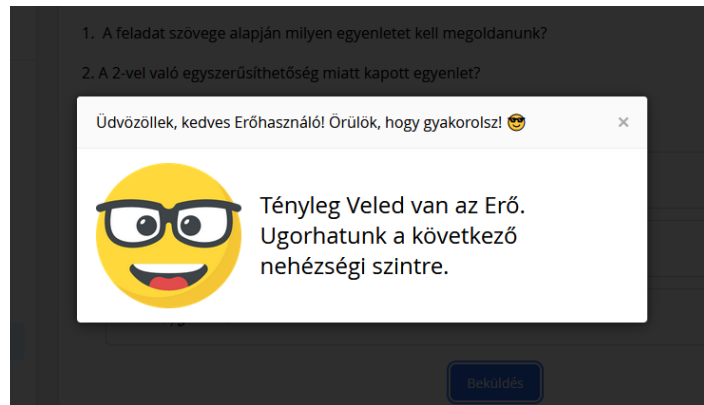 1. A feladat szövege alapján milyen egyenletet kell megoldanunk?
2. A 2-vel való egyszerűsíthetőség miatt kapott egyenlet?
Üdvözöllek, kedves Erőhasználó! Örülök, hogy gyakorolsz! 😎
×
Tényleg Veled van az Erő.
Ugorhatunk a következő
nehézségi szintre.
Beküldés